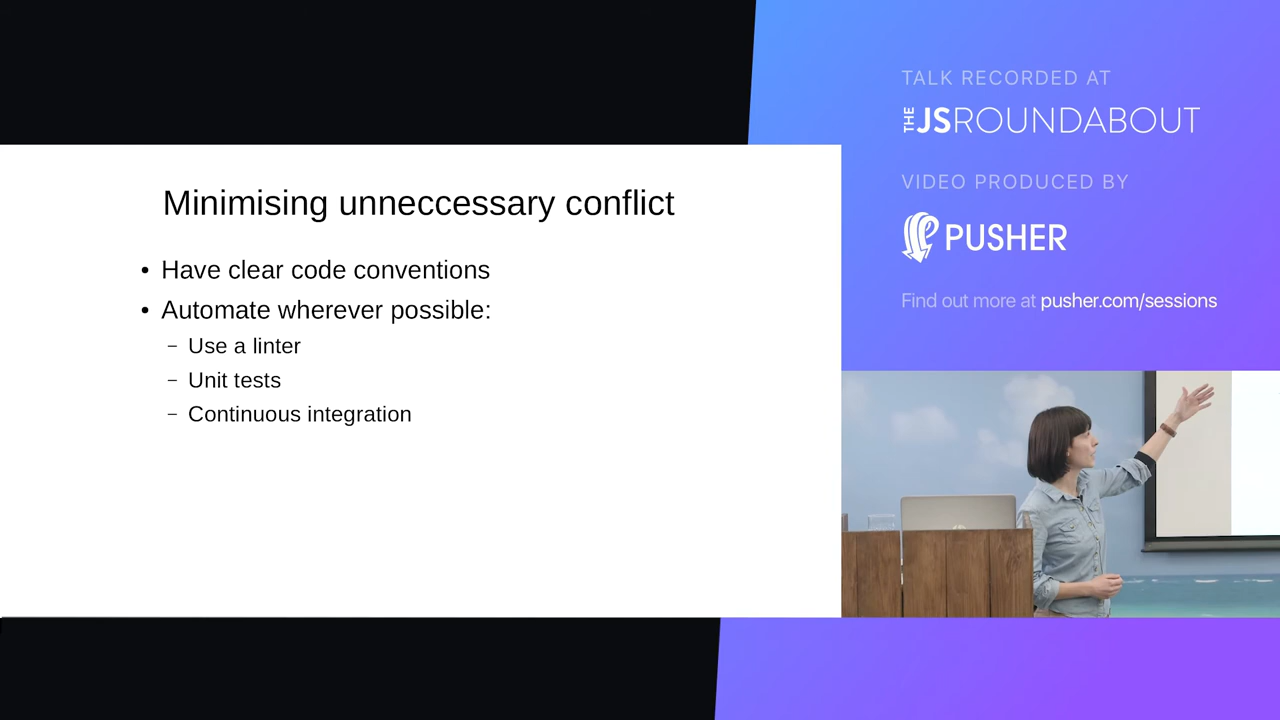 Minimising unneccessary conflict
• Have clear code conventions
• Automate wherever possible:
– Use a linter
– Unit tests
– Continuous integration
TALK RECORDED AT
THE JSROUNDABOUT
VIDEO PRODUCED BY
PUSHER
Find out more at pusher.com/sessions